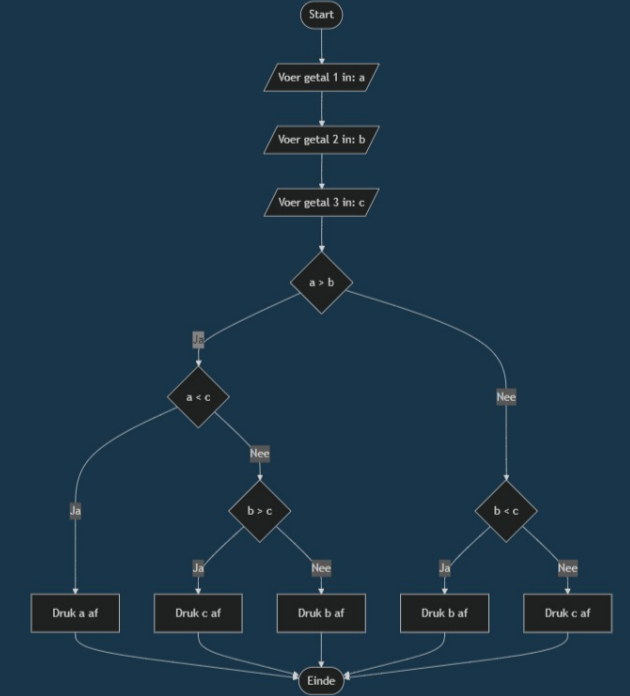 Start
Voer getal 1 in: a
Voer getal 2 in: b
Voer getal 3 in: c
a > b
Ja
a < c
Nee
Nee
Ja
b > c
b < c
Ja
Nee
Ja
Nee
Druk a af
Druk c af
Druk b af
Druk b af
Druk c af
Einde